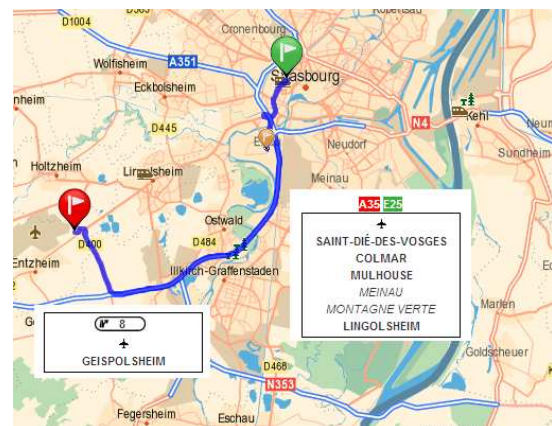 D1004
Cronenbourg
Robertsau
A351
Wolfisheim
Strasbourg
Eckbolsheim
Kehl
D445
N4
Neudorf
Sundheim
Holtzheim
Lingolsheim
Meinau
Ostwald
D400
D484
Entzheim
Illkirch-Graffenstaden
A35 E25
SAINT-DIÉ-DES-VOSGES
COLMAR
MULHOUSE
MEINAU
MONTAGNE VERTE
LINGOLSHEIM
Marlen
8
GEISPOLSHEIM
Goldscheuer
D468
N353
Fegersheim
Eschau